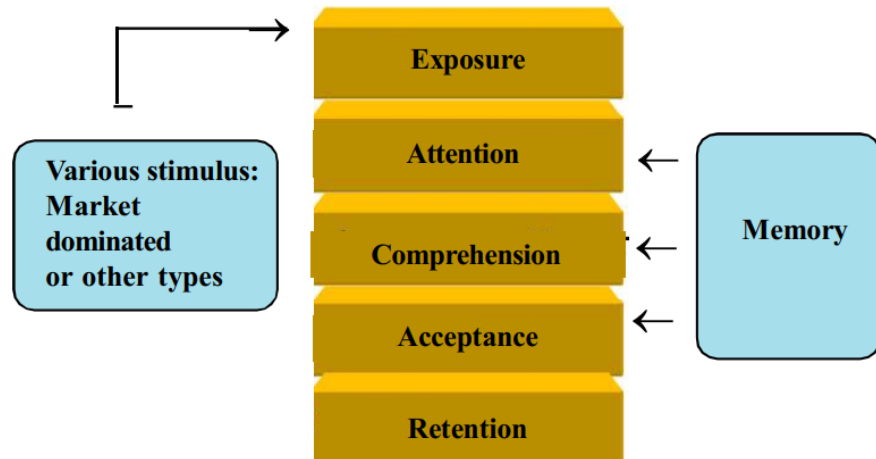 Exposure
Attention
Various stimulus:
Market
dominated
or other types
Memory
Comprehension
Acceptance
Retention